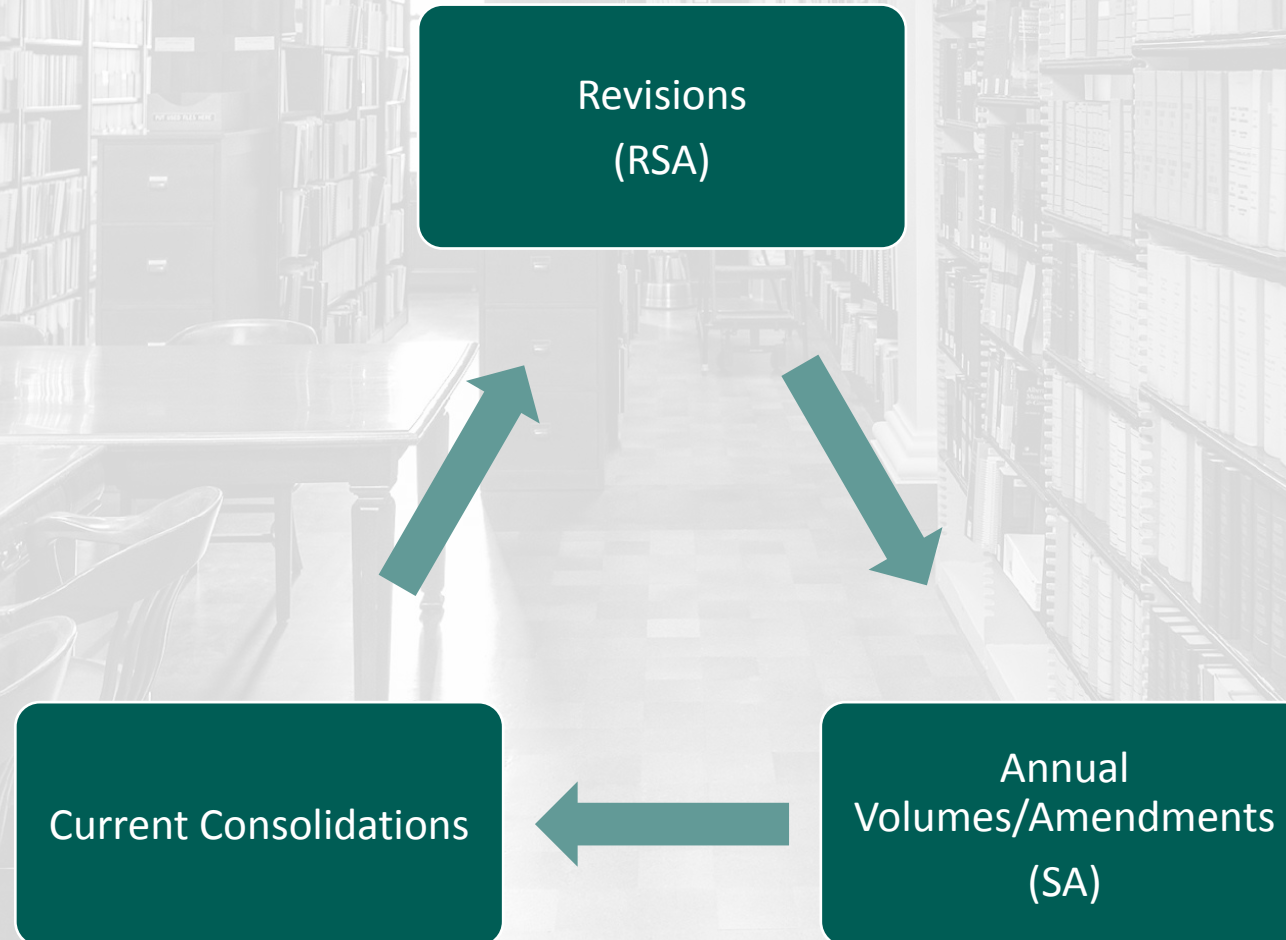 Revisions
(RSA)
Current Consolidations
Annual
Volumes/Amendments
(SA)